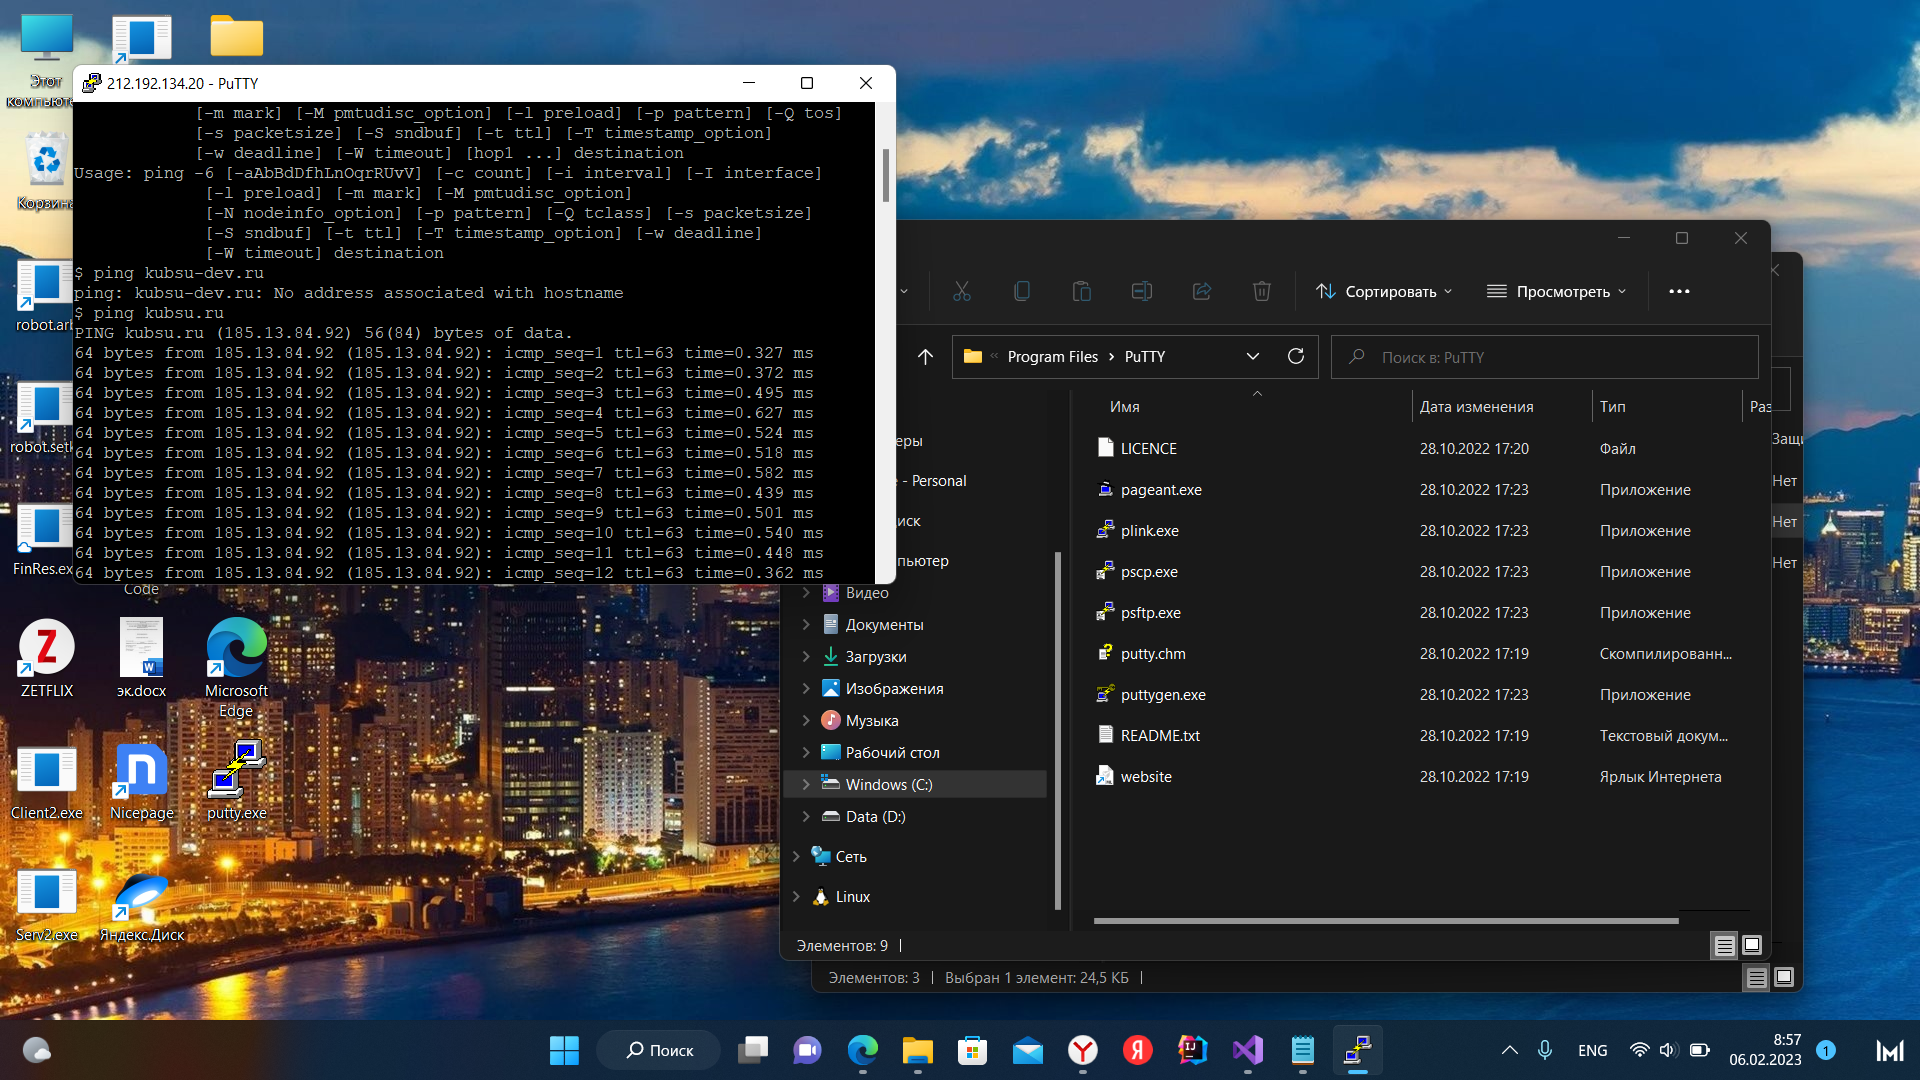 Этот
212.192.134.20 - PuTTY
[-m mark] [-M pmtudisc_option] [-l preload] [-p pattern] [-Q tos]
[-s packetsize] [-S sndbuf] [-t ttl] [-T timestamp_option]
[-w deadline] [-W timeout] [hop1 ...] destination
Usage: ping -6 [-aAbBdDfhLnOqrRUvV] [-c count] [-i interval] [-I interface]
[-l preload] [-m mark] [-M pmtudisc_option]
[-N nodeinfo_option] [-p pattern] [-Q tclass] [-s packetsize]
[-S sndbuf] [-t ttl] [-T timestamp_option] [-w deadline]
[-W timeout] destination
$ ping kubsu-dev.ru
ping: kubsu-dev.ru: No address associated with hostname
$ ping kubsu.ru
PING kubsu.ru (185.13.84.92) 56(84) bytes of data.
64 bytes from 185.13.84.92 (185.13.84.92): icmp_seq=1 ttl=63 time=0.327 ms
64 bytes from 185.13.84.92 (185.13.84.92): icmp_seq=2 ttl=63 time=0.372 ms
64 bytes from 185.13.84.92 (185.13.84.92): icmp_seq=3 ttl=63 time=0.495 ms
64 bytes from 185.13.84.92 (185.13.84.92): icmp_seq=4 ttl=63 time=0.627 ms
64 bytes from 185.13.84.92 (185.13.84.92): icmp_seq=5 ttl=63 time=0.524 ms
64 bytes from 185.13.84.92 (185.13.84.92): icmp_seq=6 ttl=63 time=0.518 ms
64 bytes from 185.13.84.92 (185.13.84.92): icmp_seq=7 ttl=63 time=0.582 ms
64 bytes from 185.13.84.92 (185.13.84.92): icmp_seq=8 ttl=63 time=0.439 ms
64 bytes from 185.13.84.92 (185.13.84.92): icmp_seq=9 ttl=63 time=0.501 ms
64 bytes from 185.13.84.92 (185.13.84.92): icmp_seq=10 ttl=63 time=0.540 ms
64 bytes from 185.13.84.92 (185.13.84.92): icmp_seq=11 ttl=63 time=0.448 ms
64 bytes from 185.13.84.92 (185.13.84.92): icmp_seq=12 ttl=63 time=0.362 ms
Корзина
robot.arb
robot.setk
FinRes.ex
Code
ZETFLIX
эк.docx
Microsoft
Edge
Client2.exe
Nicepage
putty.exe
Serv2.exe
Яндекс.Диск
Сортировать
Просмотреть
•••
« Program Files > PuTTY
Поиск в: PuTTY
Имя
Дата изменения
Тип
Раз
LICENCE 28.10.2022 17:20 Файл
pageant.exe 28.10.2022 17:23 Приложение
plink.exe 28.10.2022 17:23 Приложение
pscp.exe 28.10.2022 17:23 Приложение
psftp.exe 28.10.2022 17:23 Приложение
putty.chm 28.10.2022 17:19 Скомпилированн...
puttygen.exe 28.10.2022 17:23 Приложение
README.txt 28.10.2022 17:19 Текстовый докум...
website 28.10.2022 17:19 Ярлык Интернета
еры
- Personal
иск
пьютер
Видео
Документы
Загрузки
Изображения
Музыка
Рабочий стол
Windows (C:)
Data (D:)
Сеть
Linux
Защи
Нет
Нет
Нет
Элементов: 9
Элементов: 3
Выбран 1 элемент: 24,5 КБ
Поиск
ENG
8:57
06.02.2023
1